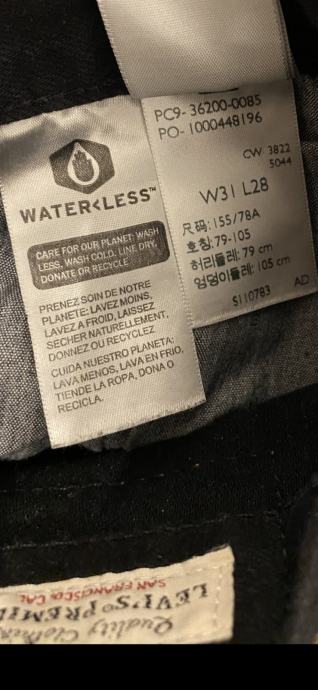 WATER<LESS™
CARE FOR OUR PLANET: WASH
LESS, WASH COLD, LINE DRY,
DONATE OR RECYCLE
PRENEZ SOIN DE NOTRE
PLANETE: LAVEZ MOINS,
LAVEZ A FROID, LAISSEZ
SECHER NATURELLEMENT,
DONNEZ OU RECYCLEZ
CUIDA NUESTRO PLANETA:
LAVA MENOS, LAVA EN FRIO,
TIENDE LA ROPA, DONA O
RECICLA.
PC9- 36200-0085
PO- 1000448196
CW 3822
5044
W31 L28
尺码: 155/78A
호칭: 79-105
허리둘레: 79 cm
엉덩이둘레: 105 cm
S110783 AD
LEVI'S® PREMI
SAN FRANCISCO, CAL
Quality Clothin